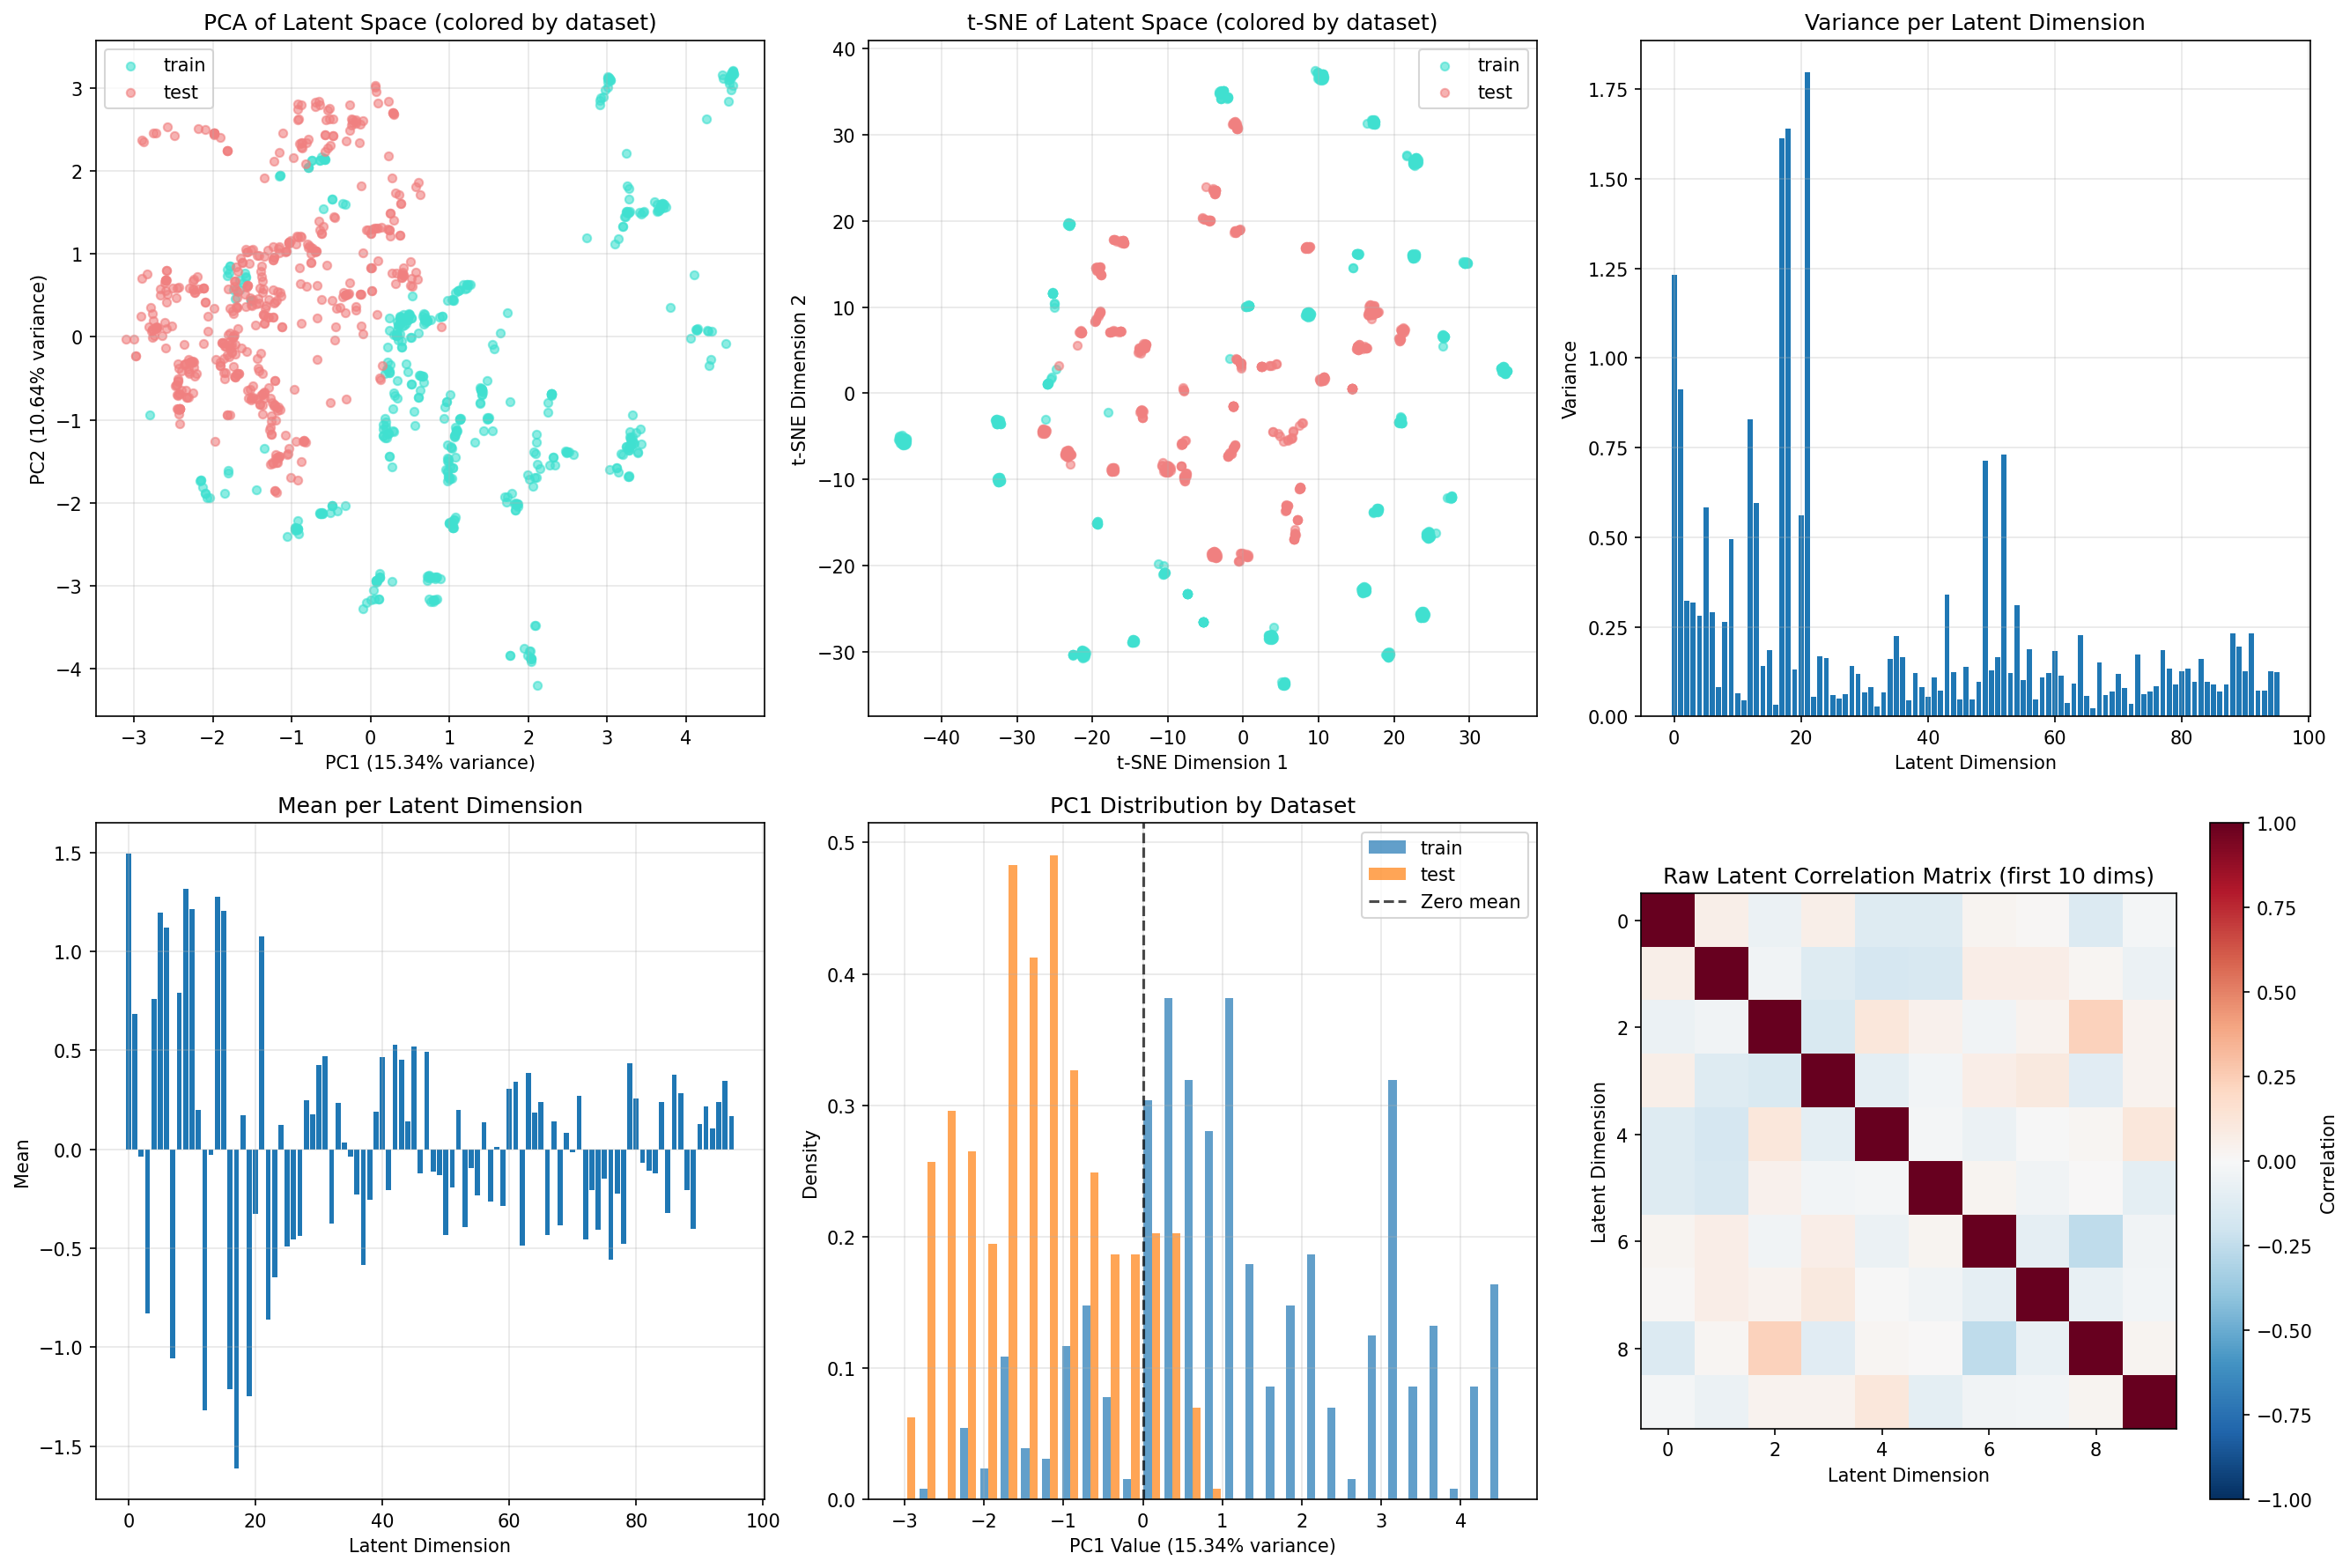 PCA of Latent Space (colored by dataset)
train
test
3
2
1
0
−1
−2
−3
−4
PC2 (10.64% variance)
−3 −2 −1 0 1 2 3 4
PC1 (15.34% variance)
t-SNE of Latent Space (colored by dataset)
train
test
40
30
20
10
0
−10
−20
−30
t-SNE Dimension 2
−40 −30 −20 −10 0 10 20 30
t-SNE Dimension 1
Variance per Latent Dimension
1.75
1.50
1.25
1.00
0.75
0.50
0.25
0.00
Variance
0 20 40 60 80 100
Latent Dimension
Mean per Latent Dimension
1.5
1.0
0.5
0.0
−0.5
−1.0
−1.5
Mean
0 20 40 60 80 100
Latent Dimension
PC1 Distribution by Dataset
train
test
Zero mean
0.5
0.4
0.3
0.2
0.1
0.0
Density
−3 −2 −1 0 1 2 3 4
PC1 Value (15.34% variance)
Raw Latent Correlation Matrix (first 10 dims)
0
2
4
6
8
Latent Dimension
0 2 4 6 8
Latent Dimension
1.00
0.75
0.50
0.25
0.00
−0.25
−0.50
−0.75
−1.00
Correlation